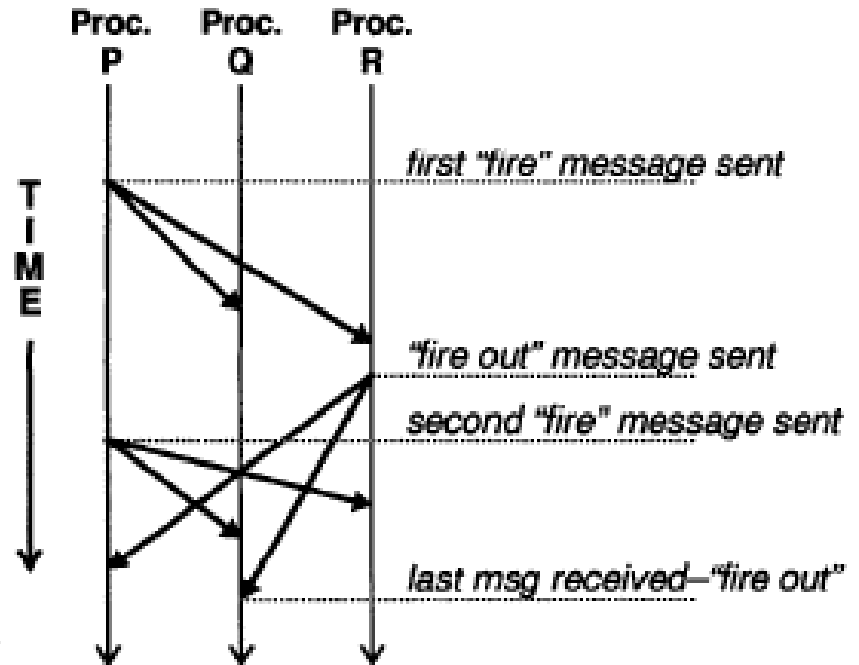 Proc. Proc. Proc.
P Q R
first "fire" message sent
TIME
"fire out" message sent
second "fire" message sent
last msg received–"fire out"